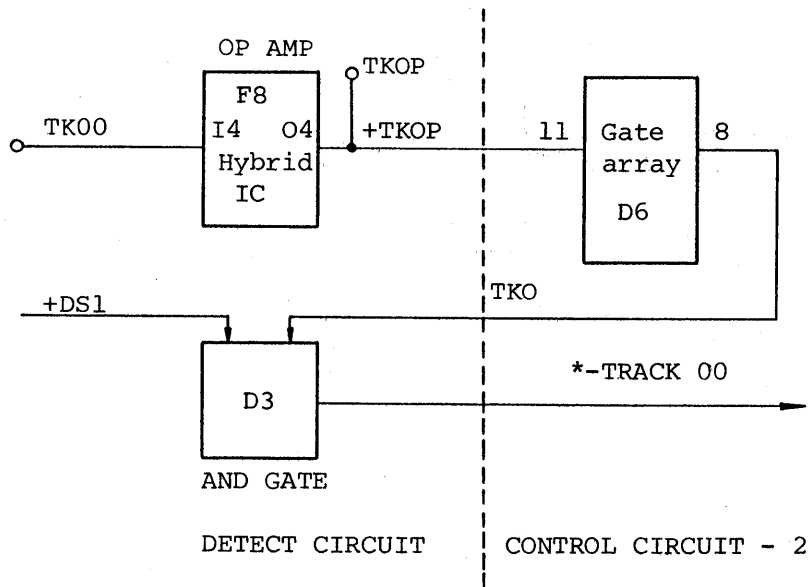 OP AMP
TKOP
F8
TK00
I4 O4
+TKOP
11
Gate
8
Hybrid
array
IC
D6
TKO
+DS1
*-TRACK 00
D3
AND GATE
DETECT CIRCUIT
CONTROL CIRCUIT - 2